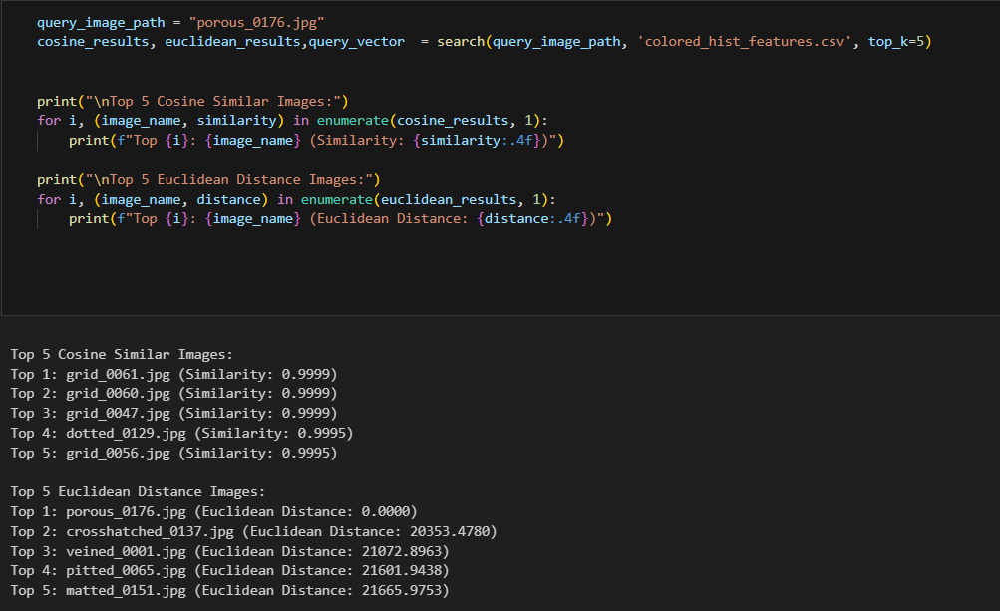 query_image_path = "porous_0176.jpg"
cosine_results, euclidean_results,query_vector  = search(query_image_path, 'colored_hist_features.csv', top_k=5)
print("\nTop 5 Cosine Similar Images:")
for i, (image_name, similarity) in enumerate(cosine_results, 1):
    print(f"Top {i}: {image_name} (Similarity: {similarity:.4f})")
print("\nTop 5 Euclidean Distance Images:")
for i, (image_name, distance) in enumerate(euclidean_results, 1):
    print(f"Top {i}: {image_name} (Euclidean Distance: {distance:.4f})")
Top 5 Cosine Similar Images:
Top 1: grid_0061.jpg (Similarity: 0.9999)
Top 2: grid_0060.jpg (Similarity: 0.9999)
Top 3: grid_0047.jpg (Similarity: 0.9999)
Top 4: dotted_0129.jpg (Similarity: 0.9995)
Top 5: grid_0056.jpg (Similarity: 0.9995)
Top 5 Euclidean Distance Images:
Top 1: porous_0176.jpg (Euclidean Distance: 0.0000)
Top 2: crosshatched_0137.jpg (Euclidean Distance: 20353.4780)
Top 3: veined_0001.jpg (Euclidean Distance: 21072.8963)
Top 4: pitted_0065.jpg (Euclidean Distance: 21601.9438)
Top 5: matted_0151.jpg (Euclidean Distance: 21665.9753)